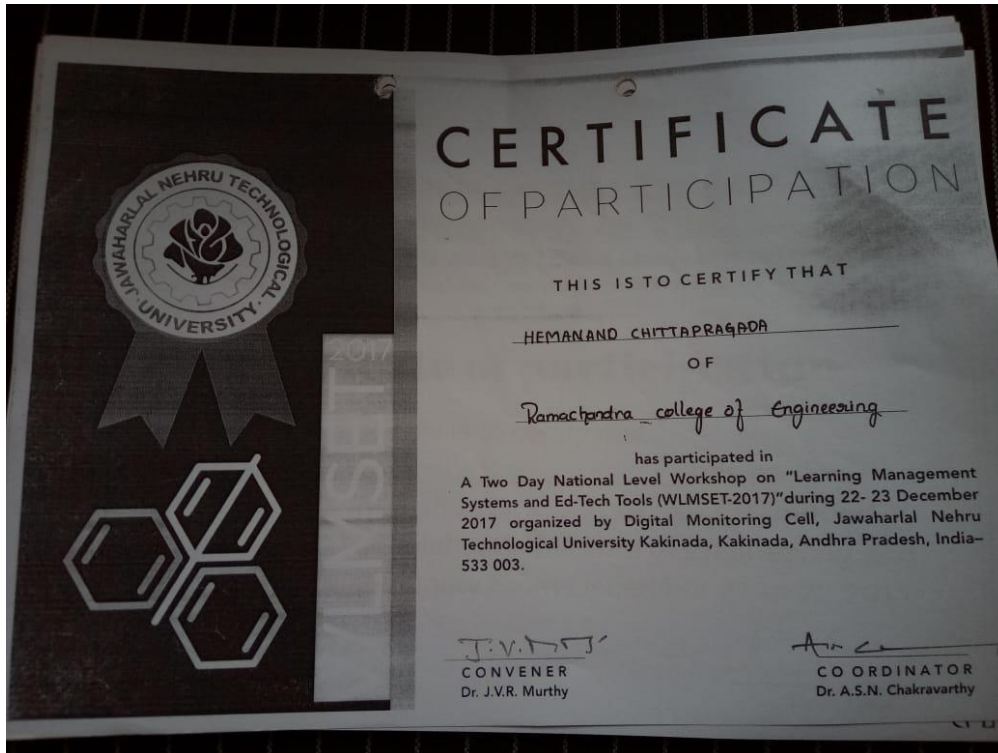 JAWAHARLAL NEHRU TECHNOLOGICAL
· UNIVERSITY ·
2017
WLMSET
CERTIFICATE
OF PARTICIPATION
THIS IS TO CERTIFY THAT
HEMANAND CHITTAPRAGADA
OF
Ramachandra college of Engineering
has participated in
A Two Day National Level Workshop on "Learning Management
Systems and Ed-Tech Tools (WLMSET-2017)"during 22- 23 December
2017 organized by Digital Monitoring Cell, Jawaharlal Nehru
Technological University Kakinada, Kakinada, Andhra Pradesh, India–
533 003.
CONVENER
Dr. J.V.R. Murthy
COORDINATOR
Dr. A.S.N. Chakravarthy